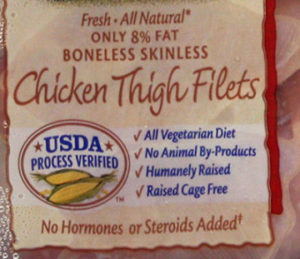 Fresh • All Natural*
ONLY 8% FAT
BONELESS SKINLESS
Chicken Thigh Filets
USDA
PROCESS VERIFIED
TM
✓ All Vegetarian Diet
✓ No Animal By-Products
✓ Humanely Raised
✓ Raised Cage Free
No Hormones or Steroids Added†